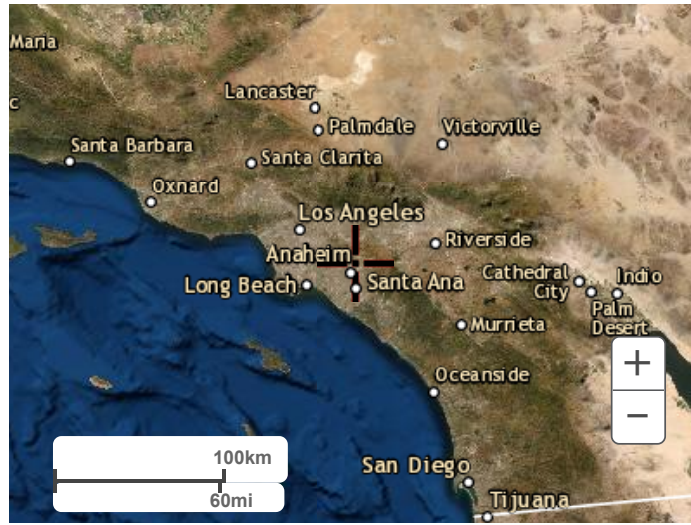 Maria
Lancaster
c
Palmdale
Victorville
Santa Barbara
Santa Clarita
Oxnard
Los Angeles
Riverside
Anaheim
Cathedral
City
Indio
Long Beach
Santa Ana
Palm
Desert
Murrieta
+
Oceanside
−
100km
San Diego
60mi
Tijuana